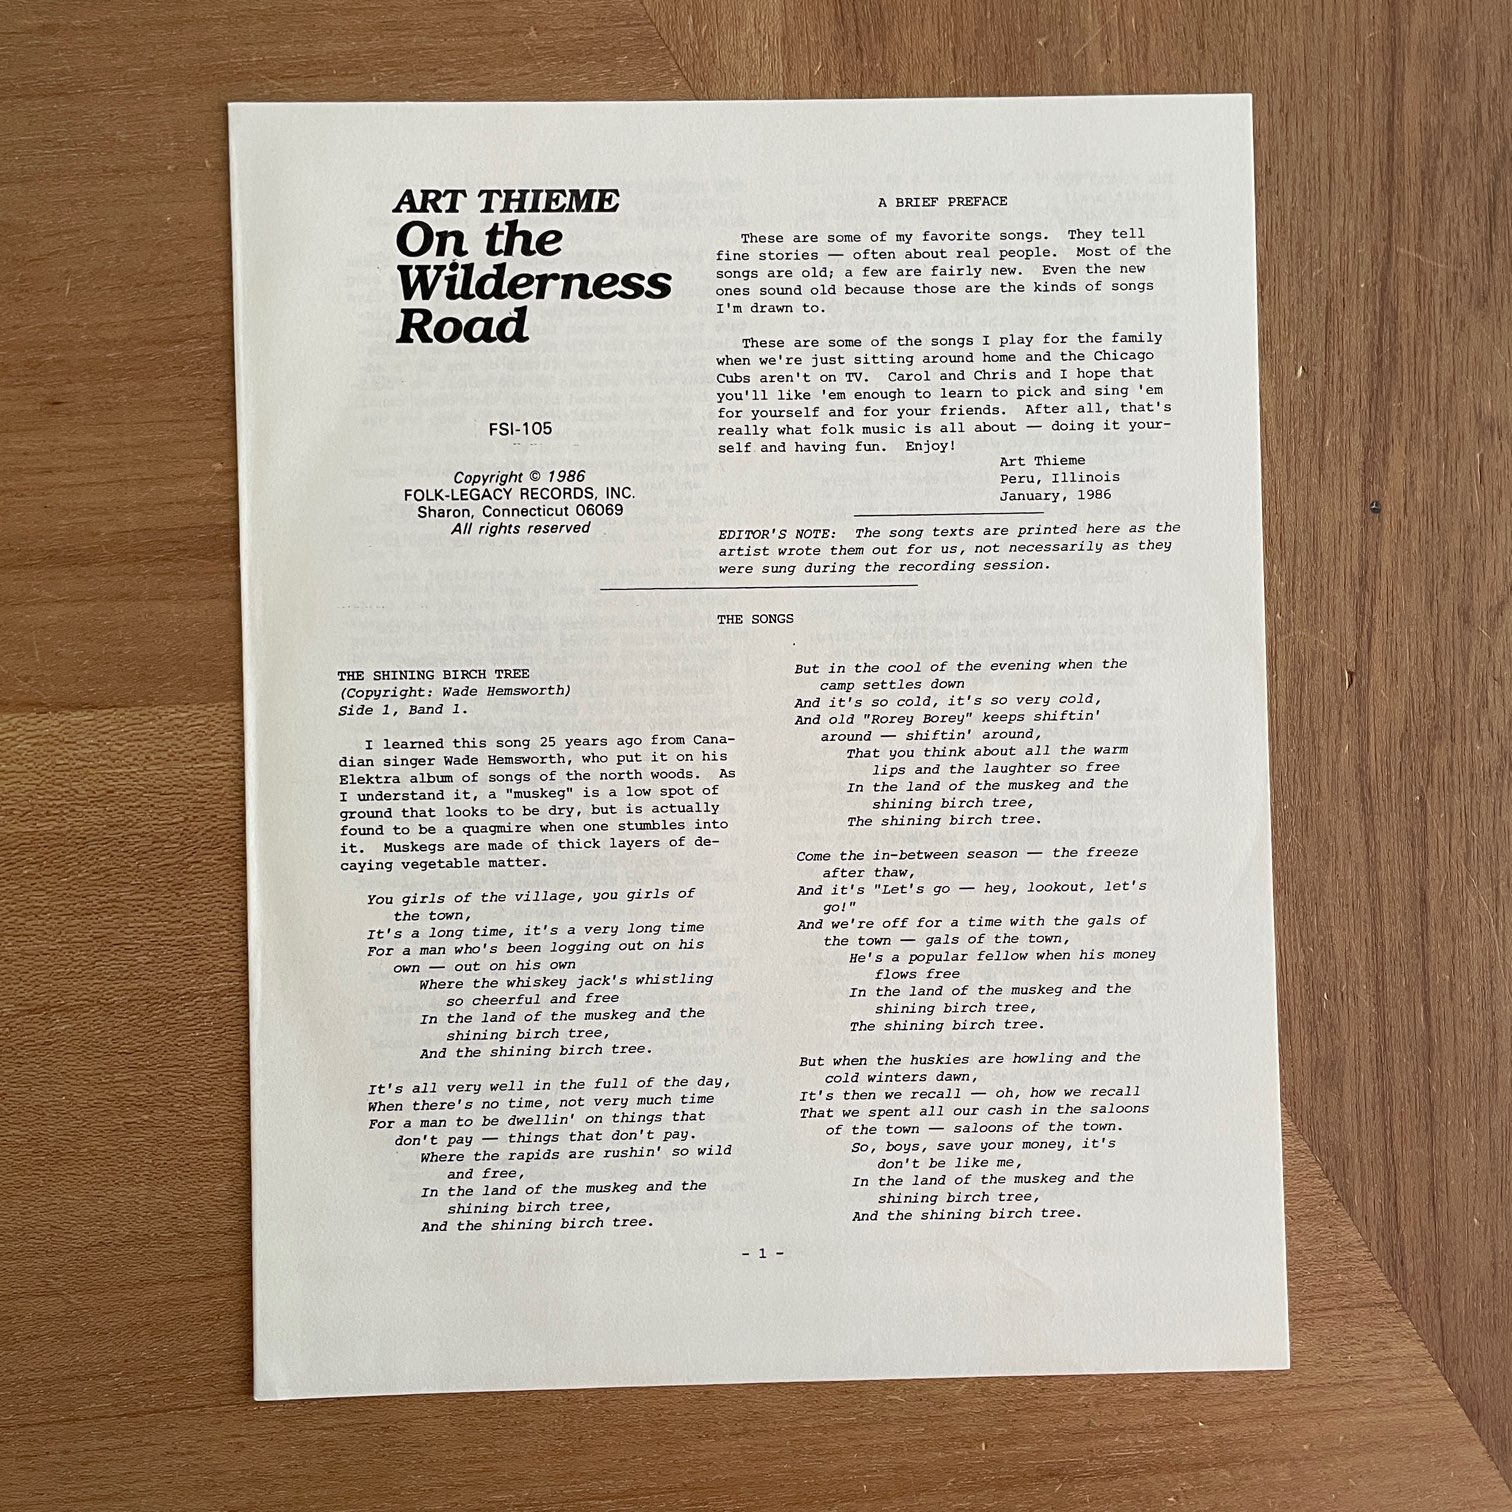 ART THIEME
On the
Wilderness
Road
FSI-105
Copyright © 1986
FOLK-LEGACY RECORDS, INC.
Sharon, Connecticut 06069
All rights reserved
A BRIEF PREFACE
These are some of my favorite songs. They tell
fine stories — often about real people. Most of the
songs are old; a few are fairly new. Even the new
ones sound old because those are the kinds of songs
I'm drawn to.
These are some of the songs I play for the family
when we're just sitting around home and the Chicago
Cubs aren't on TV. Carol and Chris and I hope that
you'll like 'em enough to learn to pick and sing 'em
for yourself and for your friends. After all, that's
really what folk music is all about — doing it your-
self and having fun. Enjoy!
Art Thieme
Peru, Illinois
January, 1986
EDITOR'S NOTE: The song texts are printed here as the
artist wrote them out for us, not necessarily as they
were sung during the recording session.
THE SONGS
THE SHINING BIRCH TREE
(Copyright: Wade Hemsworth)
Side 1, Band 1.
I learned this song 25 years ago from Cana-
dian singer Wade Hemsworth, who put it on his
Elektra album of songs of the north woods. As
I understand it, a "muskeg" is a low spot of
ground that looks to be dry, but is actually
found to be a quagmire when one stumbles into
it. Muskegs are made of thick layers of de-
caying vegetable matter.
You girls of the village, you girls of
the town,
It's a long time, it's a very long time
For a man who's been logging out on his
own — out on his own
Where the whiskey jack's whistling
so cheerful and free
In the land of the muskeg and the
shining birch tree,
And the shining birch tree.
It's all very well in the full of the day,
When there's no time, not very much time
For a man to be dwellin' on things that
don't pay — things that don't pay.
Where the rapids are rushin' so wild
and free,
In the land of the muskeg and the
shining birch tree,
And the shining birch tree.
But in the cool of the evening when the
camp settles down
And it's so cold, it's so very cold,
And old "Rorey Borey" keeps shiftin'
around — shiftin' around,
That you think about all the warm
lips and the laughter so free
In the land of the muskeg and the
shining birch tree,
The shining birch tree.
Come the in-between season — the freeze
after thaw,
And it's "Let's go — hey, lookout, let's
go!"
And we're off for a time with the gals of
the town — gals of the town,
He's a popular fellow when his money
flows free
In the land of the muskeg and the
shining birch tree,
The shining birch tree.
But when the huskies are howling and the
cold winters dawn,
It's then we recall — oh, how we recall
That we spent all our cash in the saloons
of the town — saloons of the town.
So, boys, save your money, it's
don't be like me,
In the land of the muskeg and the
shining birch tree,
And the shining birch tree.
- 1 -